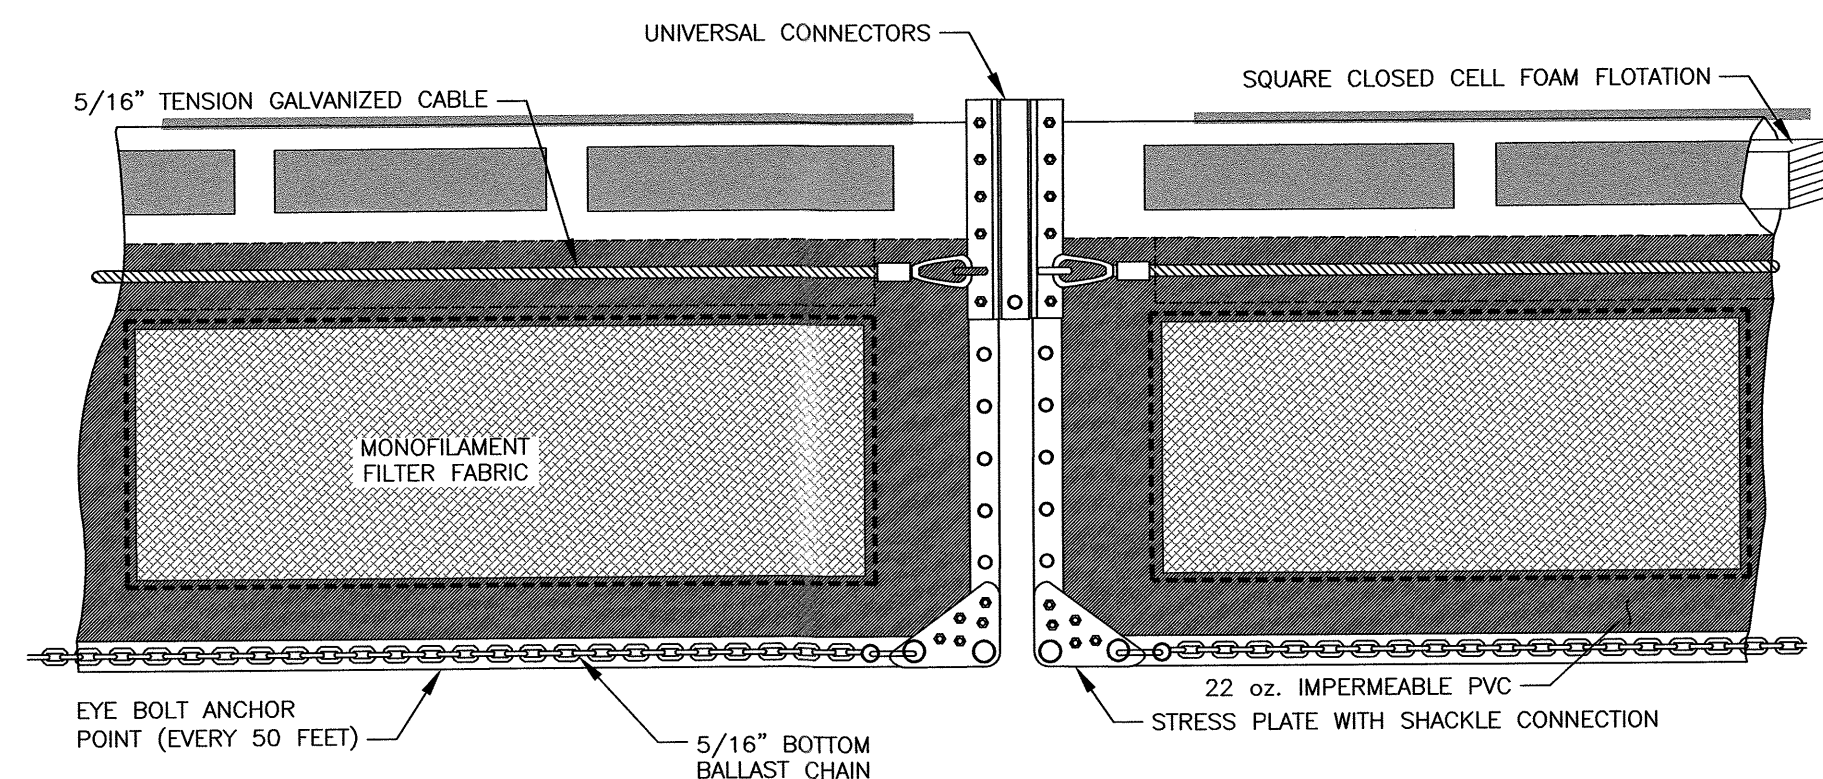 UNIVERSAL CONNECTORS
SQUARE CLOSED CELL FOAM FLOTATION
5/16” TENSION GALVANIZED CABLE
MONOFILAMENT
FILTER FABRIC
22 oz. IMPERMEABLE PVC
EYE BOLT ANCHOR
POINT (EVERY 50 FEET)
STRESS PLATE WITH SHACKLE CONNECTION
5/16” BOTTOM
BALLAST CHAIN